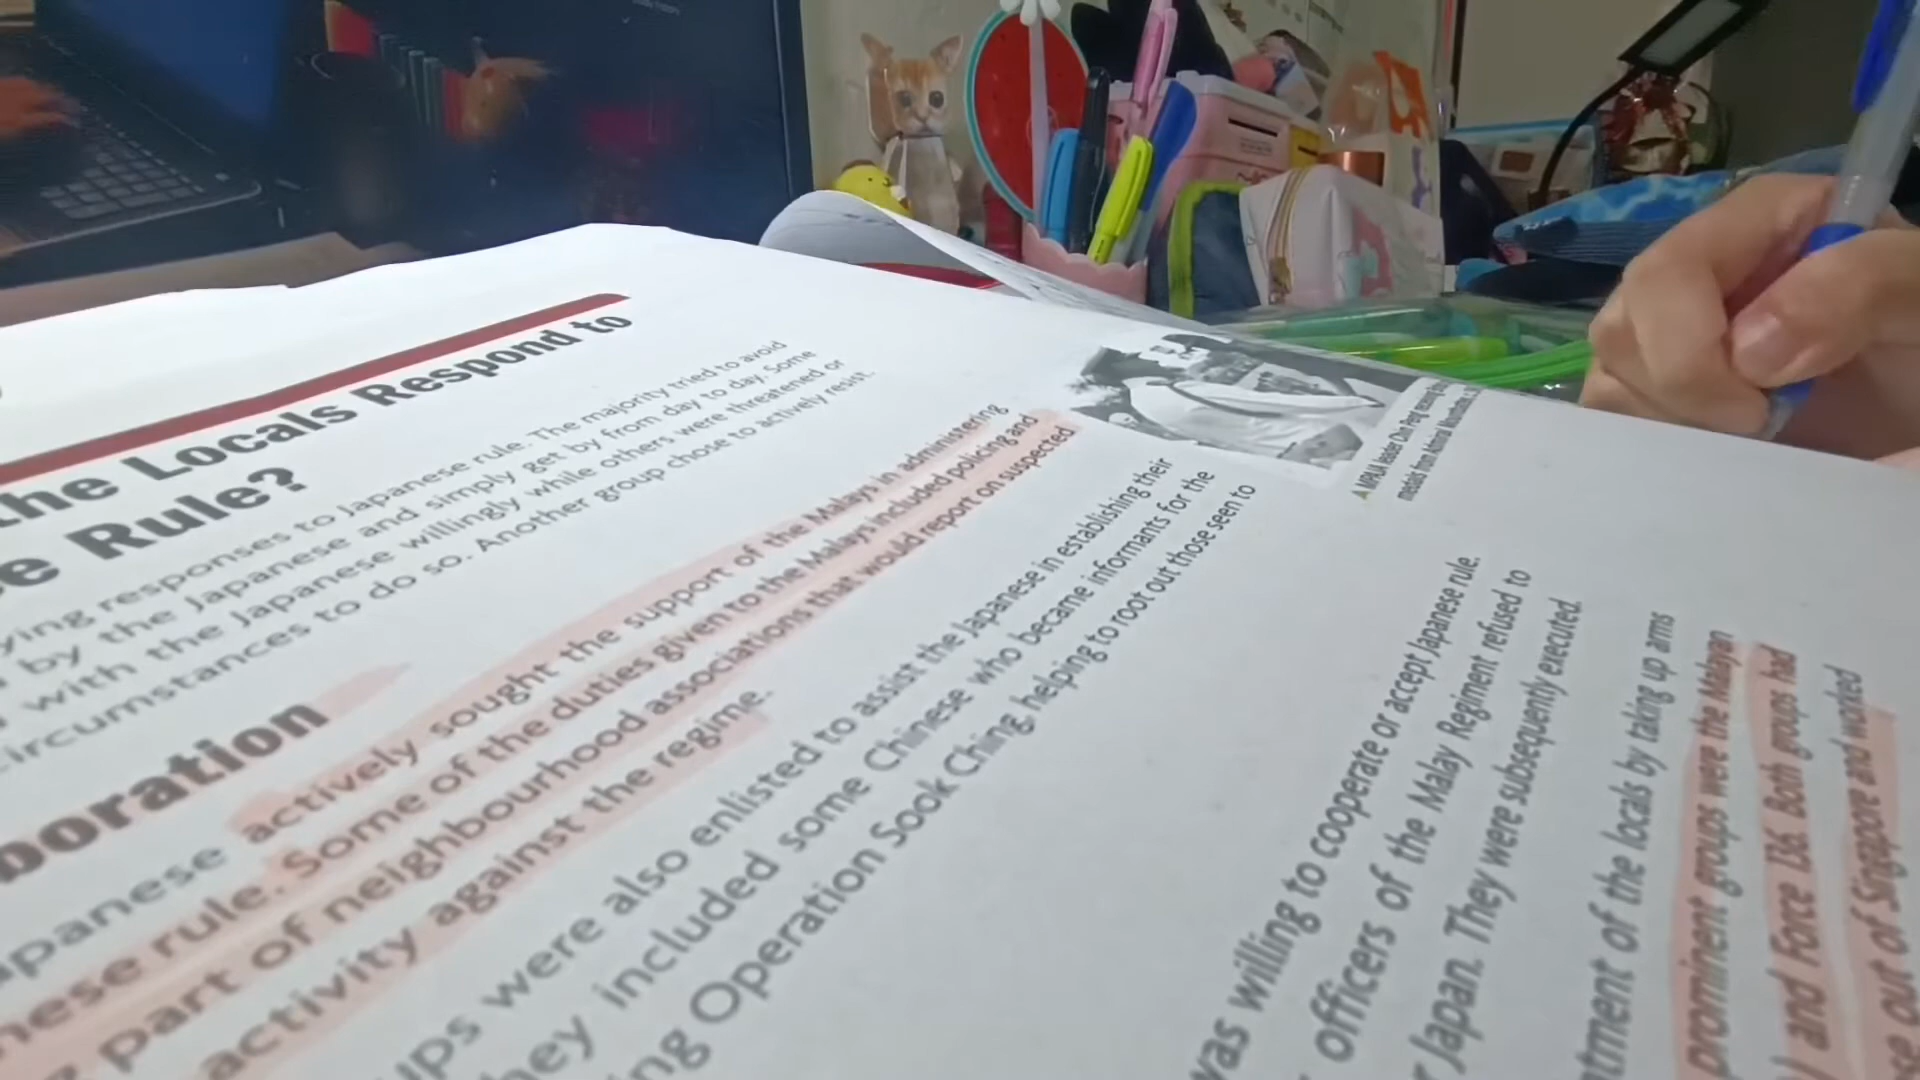 the Locals Respond to
Rule?
responses to Japanese rule. The majority tried to avoid
by the Japanese and simply get by from day to day. Some
with the Japanese willingly while others were threatened or
circumstances to do so. Another group chose to actively resist.
actively sought the support of the Malays in administering
rule. Some of the duties given to the Malays included policing and
part of neighbourhood associations that would report on suspected
activity against the regime.
were also enlisted to assist the Japanese in establishing their
included some Chinese who became informants for the
Operation Sook Ching, helping to root out those seen to
MPAJA leader Chin Peng
medals from Admiral
was willing to cooperate or accept Japanese rule.
officers of the Malay Regiment refused to
Japan. They were subsequently executed.
of the locals by taking up arms
prominent groups were the Malayan
and Force 136. Both groups had
out of Singapore and worked